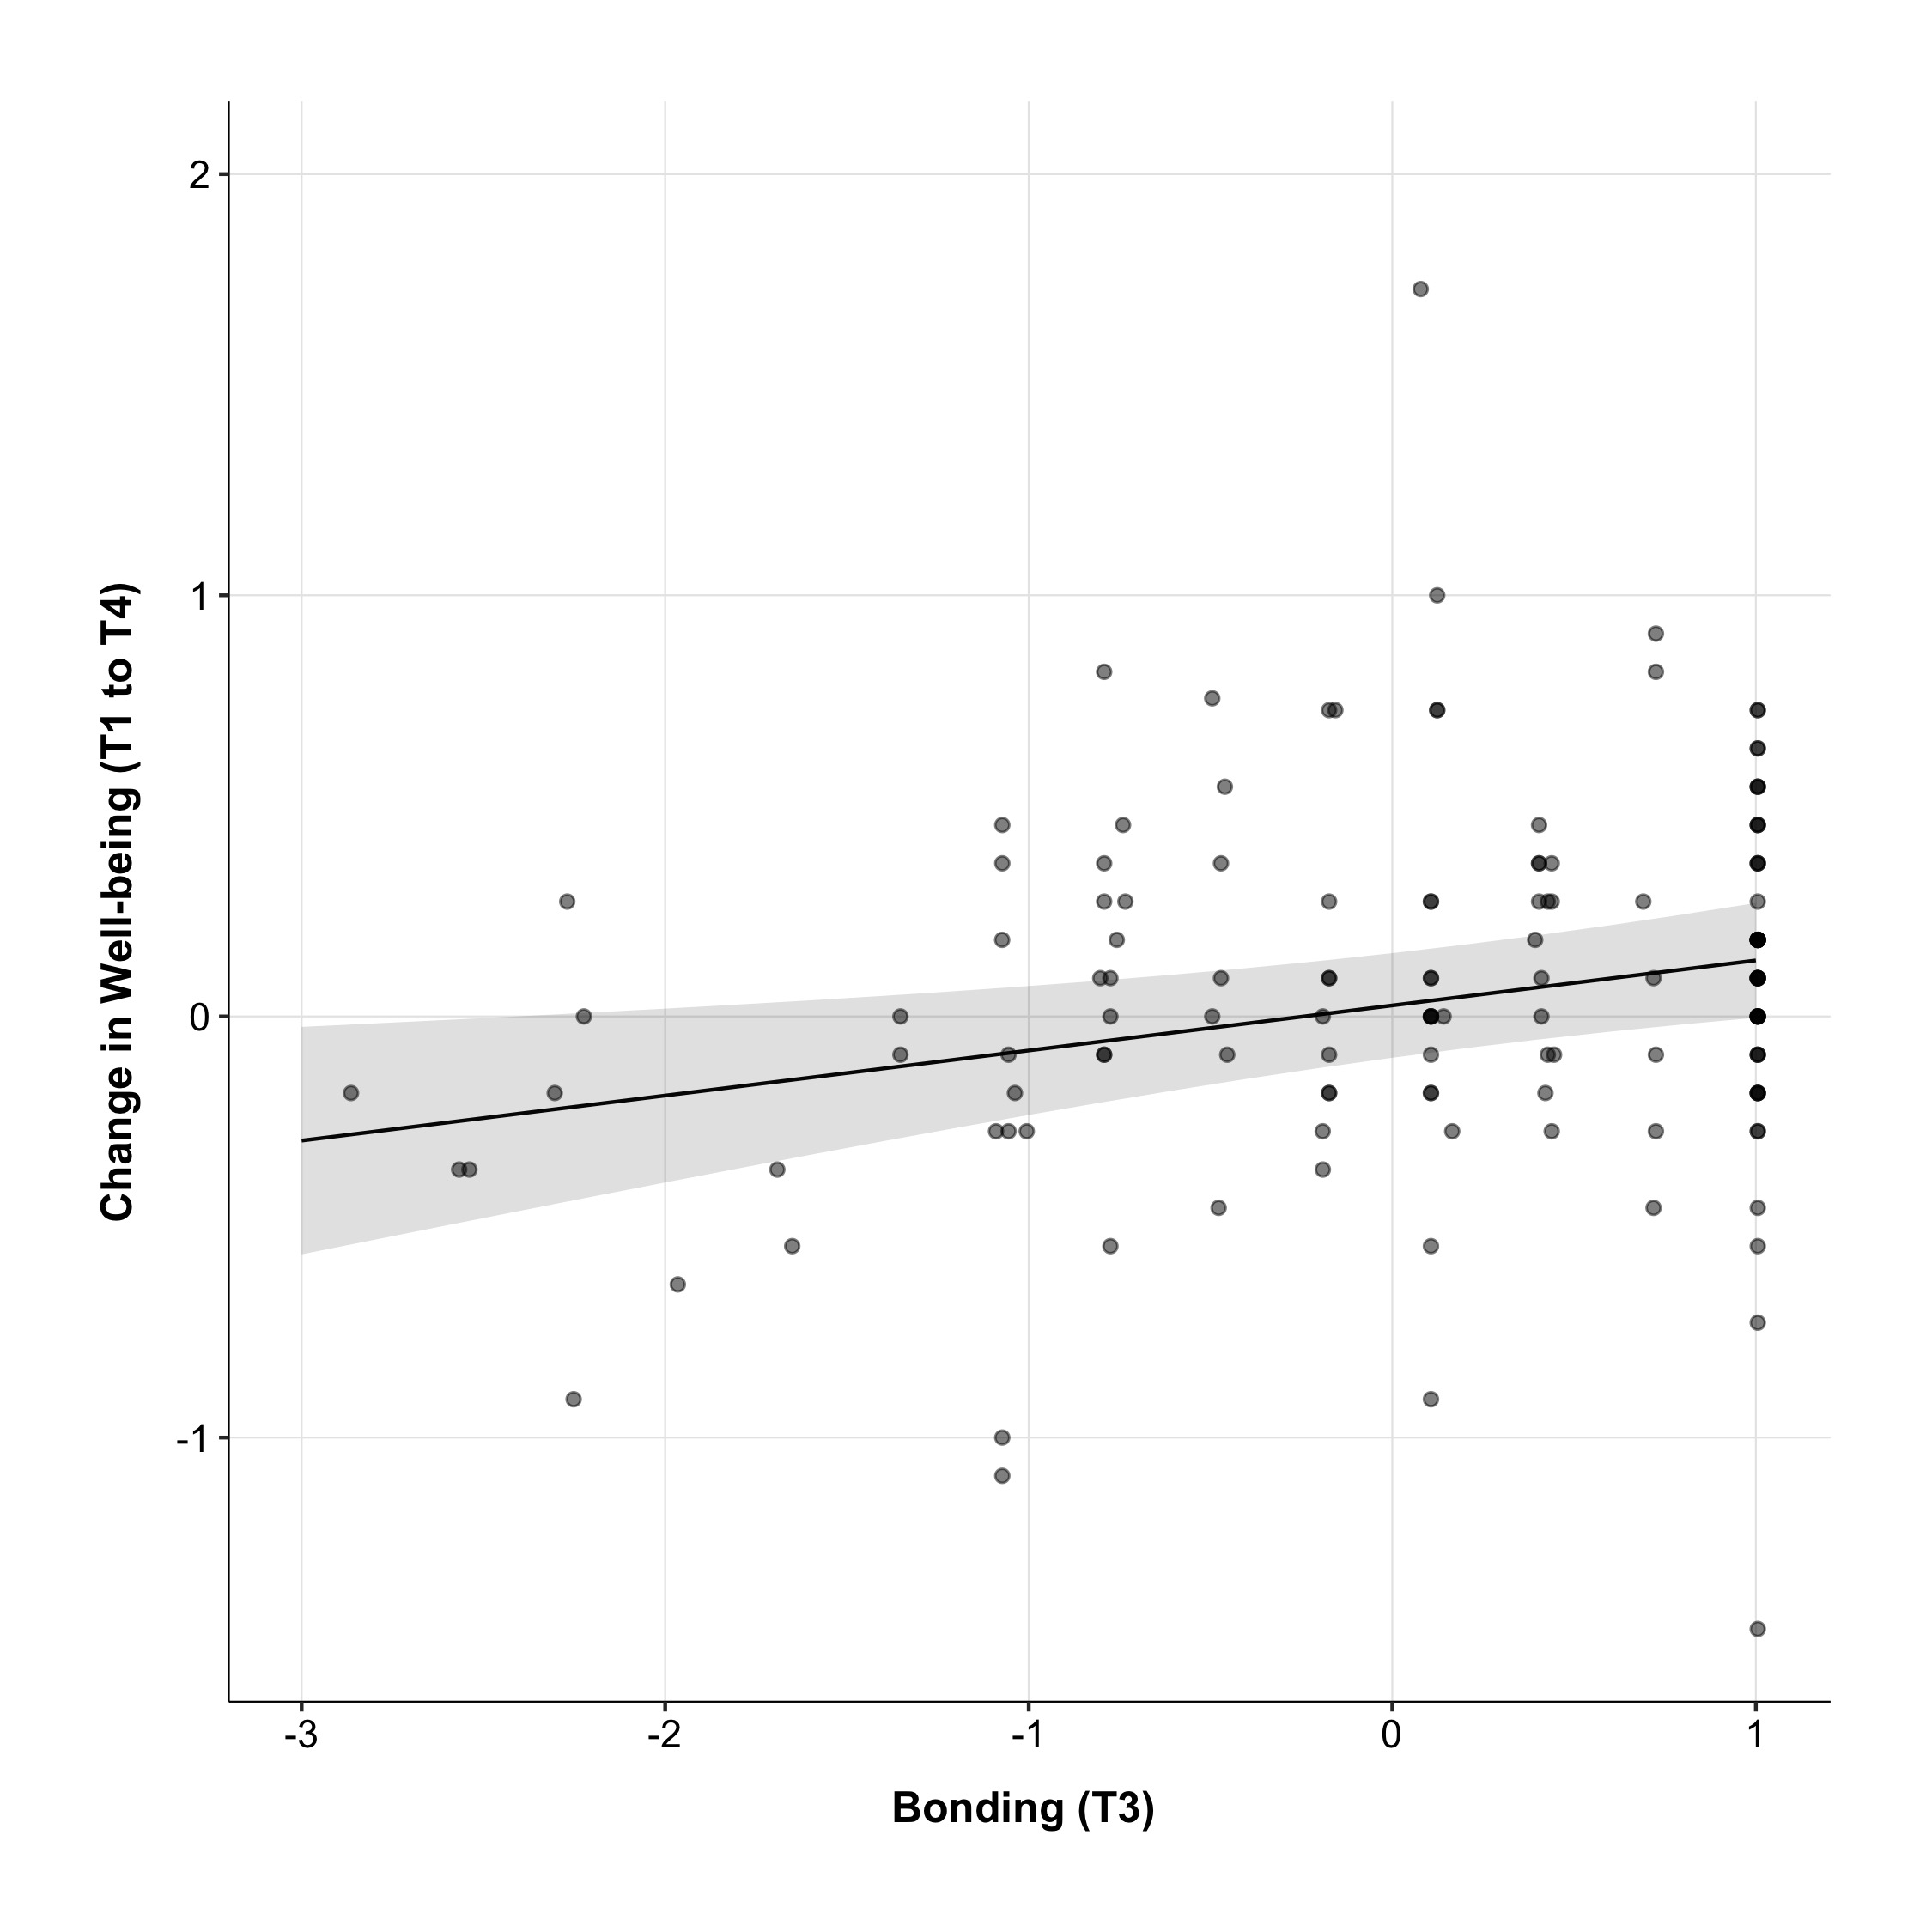 Change in Well-being (T1 to T4)
2
1
0
-1
-3 -2 -1 0 1
Bonding (T3)